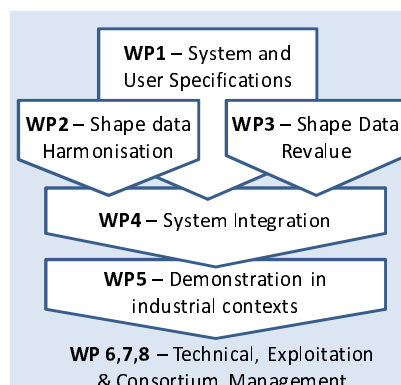 WP1 – System and
User Specifications
WP2 – Shape data
Harmonisation
WP3 – Shape Data
Revalue
WP4 – System Integration
WP5 – Demonstration in
industrial contexts
WP 6,7,8 – Technical, Exploitation
& Consortium Management